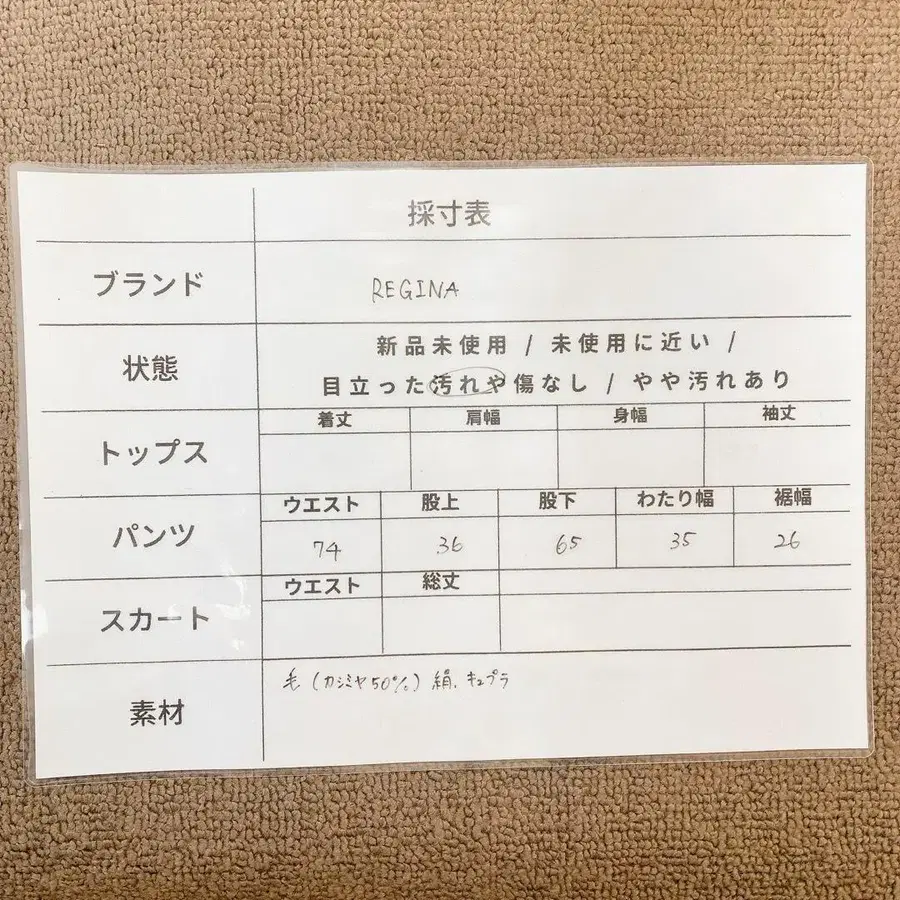 採寸表
ブランド REGINA
状態 新品未使用 / 未使用に近い /
目立った汚れや傷なし / やや汚れあり
トップス 着丈 肩幅 身幅 袖丈
パンツ ウエスト 股上 股下 わたり幅 裾幅
74 36 65 35 26
スカート ウエスト 総丈
素材 毛(カシミヤ50%) 絹、キュプラ